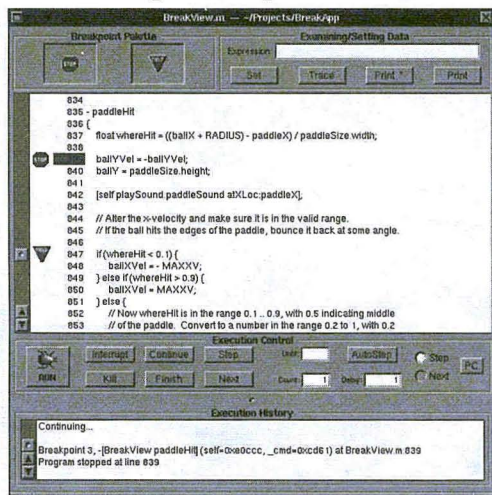 BreakView.m — ~/Projects/BreakApp
Breakpoint Palette
Examining/Setting Data
STOP
Expression:
Set
Trace
Print *
Print
834
835 - paddleHit
836 {
837 float whereHit = ((ballX + RADIUS) - paddleX) / paddleSize.width;
838
STOP ballYVel = -ballYVel;
840 ballY = paddleSize.height;
841
842 [self playSound:paddleSound atXLoc:paddleX];
843
844 // Alter the x-velocity and make sure it is in the valid range.
845 // If the ball hits the edges of the paddle, bounce it back at some angle.
846
847 if (whereHit < 0.1) {
848 ballXVel = - MAXXV;
849 } else if (whereHit > 0.9) {
850 ballXVel = MAXXV;
851 } else {
852 // Now whereHit is in the range 0.1 .. 0.9, with 0.5 indicating middle
853 // of the paddle. Convert to a number in the range 0.2 to 1, with 0.2
Execution Control
RUN
Interrupt
Continue
Step
Until:
AutoStep
Step
Next
PC
Kill
Finish
Next
Count: 1
Delay: 1
Execution History
Continuing...
Breakpoint 3, -[BreakView paddleHit] (self=0xe0ccc, _cmd=0xcd61) at BreakView.m:839
Program stopped at line 839